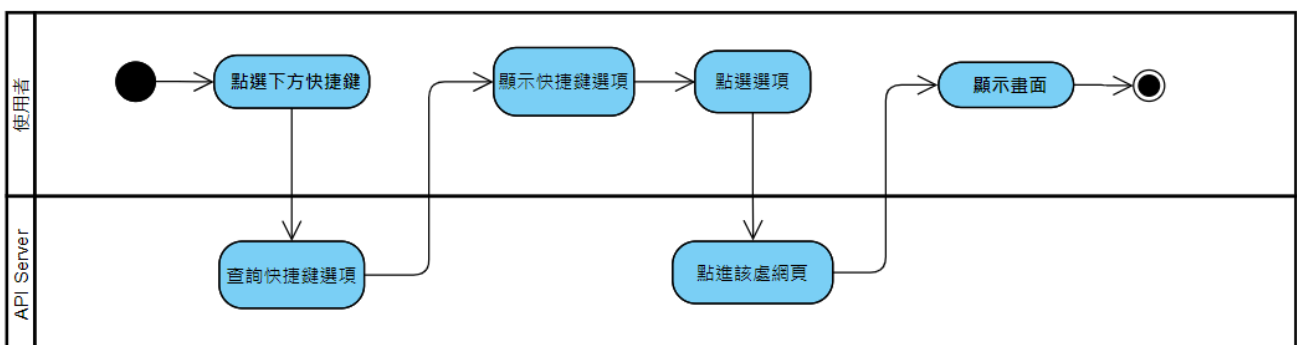 使用者
點選下方快捷鍵
顯示快捷鍵選項
點選選項
顯示畫面
API Server
查詢快捷鍵選項
點進該處網頁